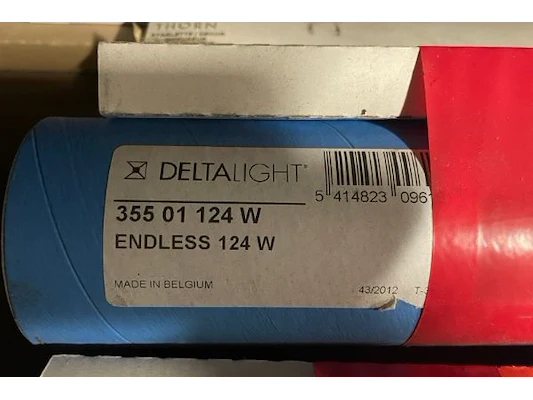 THORN
DELTALIGHT®
5 414823 096
355 01 124 W
ENDLESS 124 W
MADE IN BELGIUM
43/2012 T-